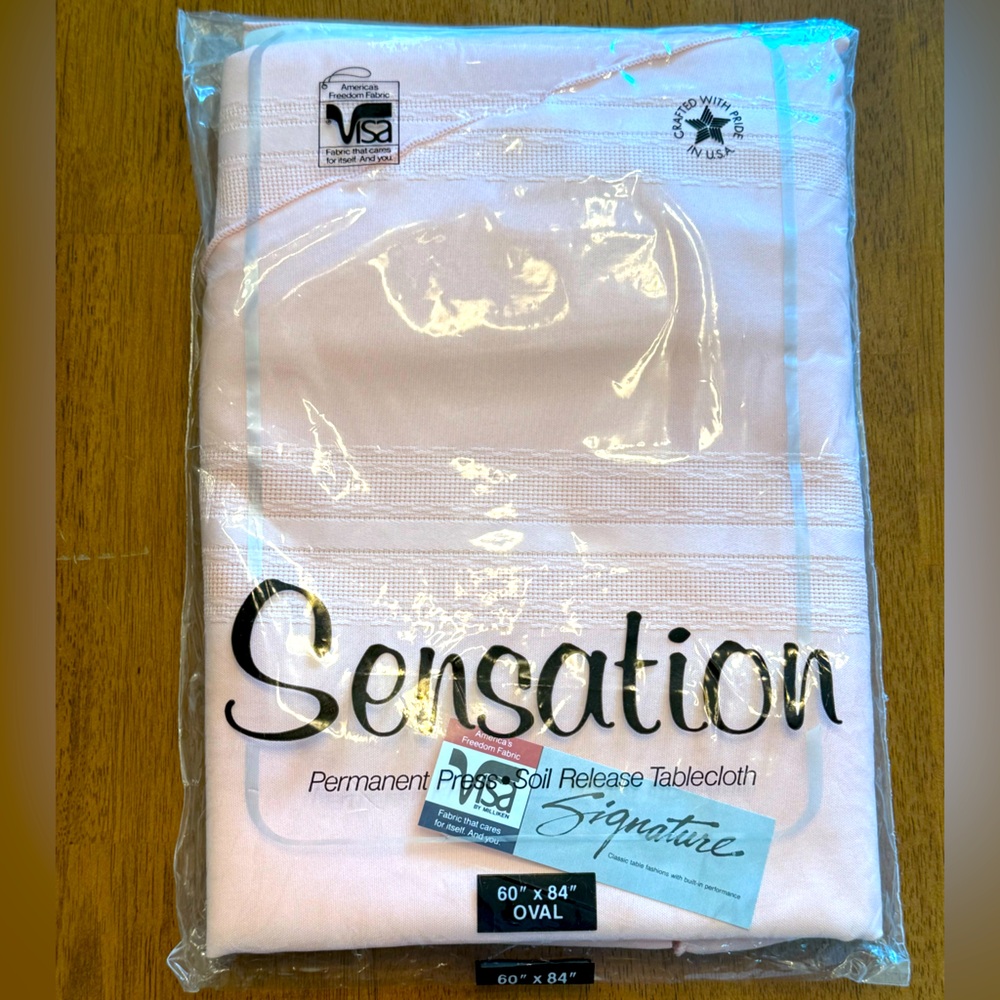 America's
Freedom Fabric
Visa
Fabric that cares
for itself. And you.
CRAFTED WITH PRIDE
IN U.S.A.
Sensation
Permanent Press•Soil Release Tablecloth
America's
Freedom Fabric
Visa
BY MILLIKEN
Fabric that cares
for itself. And you.
Signature.
Classic table fashions with built-in performance
60" x 84"
OVAL
60" x 84"